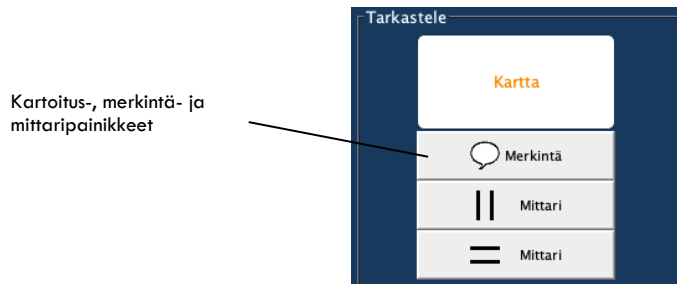 Tarkastele
Kartta
Kartoitus-, merkintä- ja
mittaripainikkeet
Merkintä
Mittari
Mittari